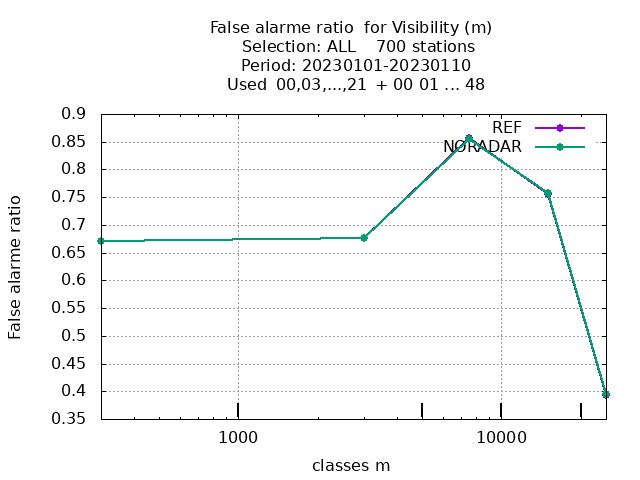 False alarme ratio  for Visibility (m)
Selection: ALL    700 stations
Period: 20230101-20230110
Used  00,03,...,21  + 00 01 ... 48
REF
NORADAR
0.9
0.85
0.8
0.75
0.7
0.65
0.6
0.55
0.5
0.45
0.4
0.35
False alarme ratio
1000
10000
classes m